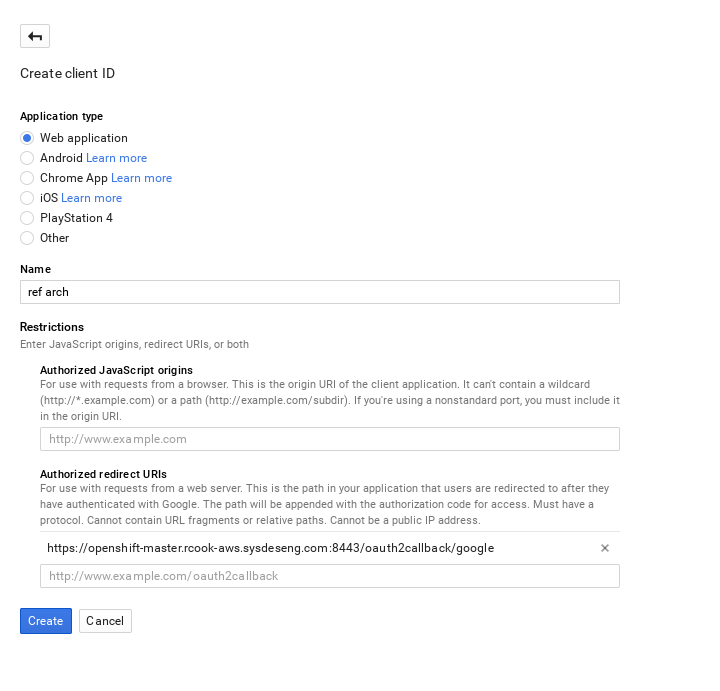 Create client ID
Application type
Web application
Android Learn more
Chrome App Learn more
iOS Learn more
PlayStation 4
Other
Name
ref arch
Restrictions
Enter JavaScript origins, redirect URIs, or both
Authorized JavaScript origins
For use with requests from a browser. This is the origin URI of the client application. It can't contain a wildcard
(http://*.example.com) or a path (http://example.com/subdir). If you're using a nonstandard port, you must include it
in the origin URI.
http://www.example.com
Authorized redirect URIs
For use with requests from a web server. This is the path in your application that users are redirected to after they
have authenticated with Google. The path will be appended with the authorization code for access. Must have a
protocol. Cannot contain URL fragments or relative paths. Cannot be a public IP address.
https://openshift-master.rcook-aws.sysdeseng.com:8443/oauth2callback/google
http://www.example.com/oauth2callback
Create Cancel